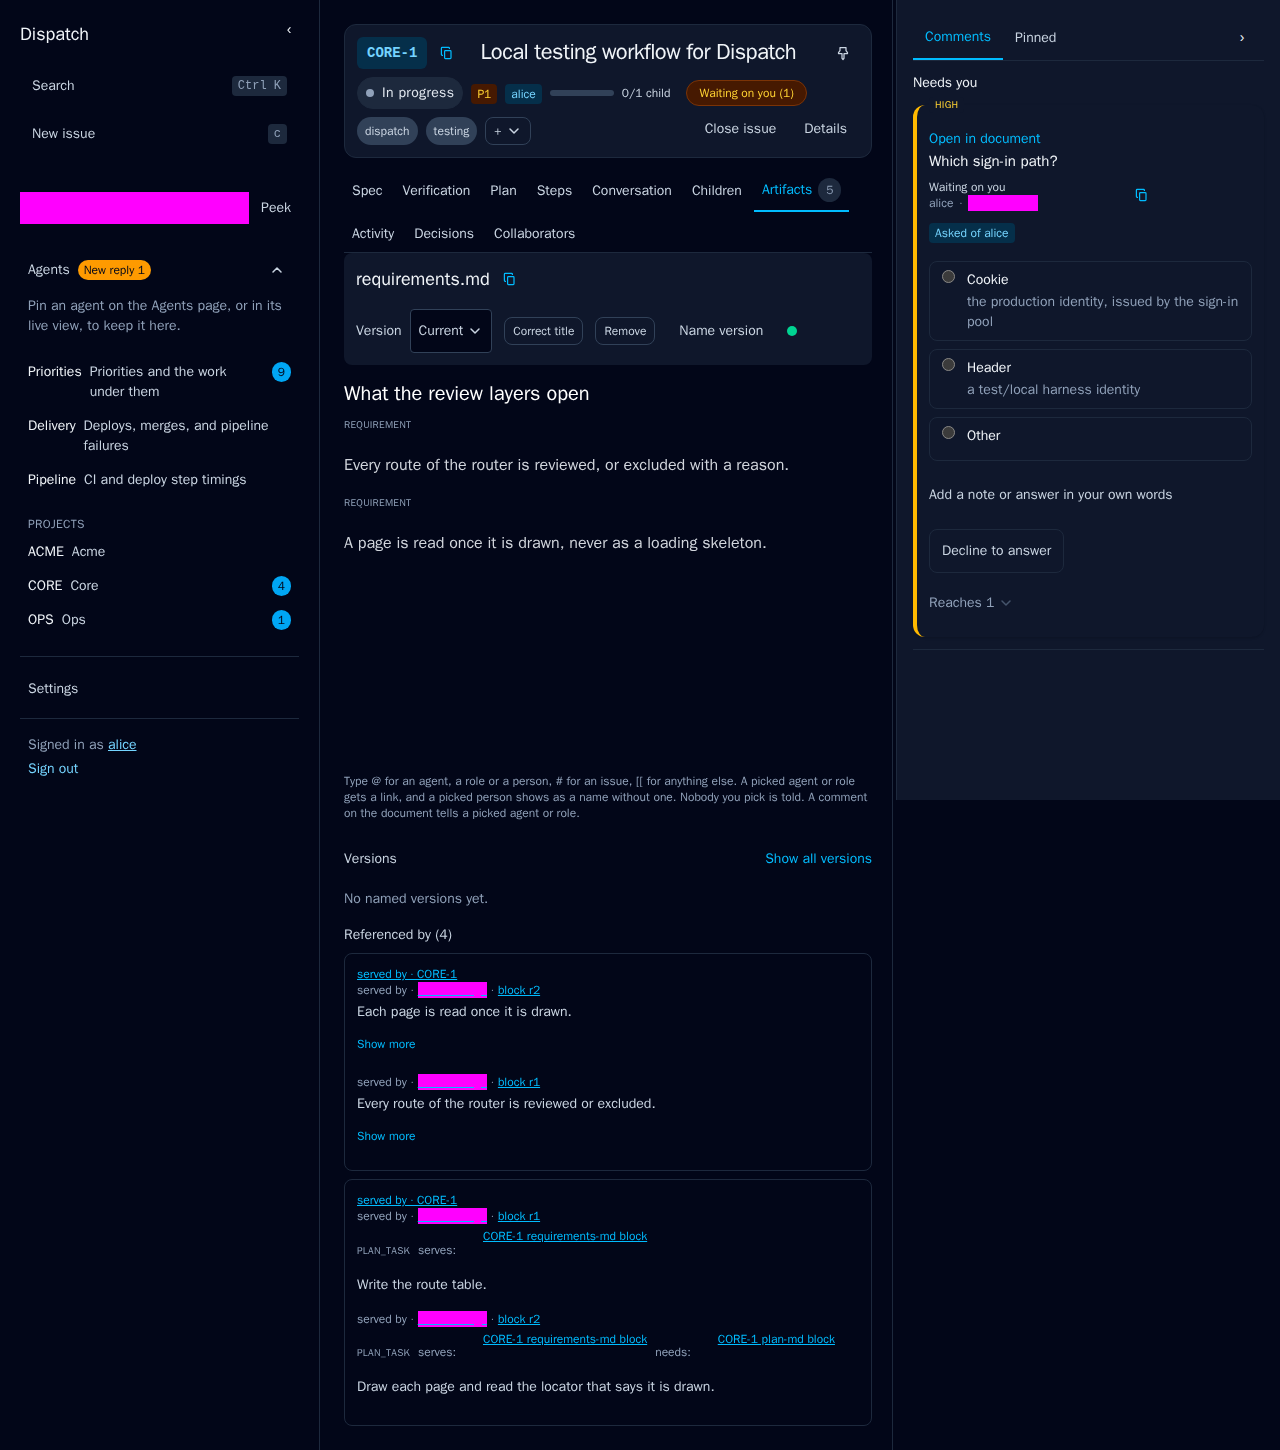 Dispatch
‹
Search
Ctrl K
New issue
C
Peek
Agents
New reply 1
Pin an agent on the Agents page, or in its
live view, to keep it here.
Priorities
Priorities and the work
under them
9
Delivery
Deploys, merges, and pipeline
failures
Pipeline
CI and deploy step timings
PROJECTS
ACME Acme
CORE Core
4
OPS Ops
1
Settings
Signed in as alice
Sign out
CORE-1
Local testing workflow for Dispatch
In progress
P1
alice
0/1 child
Waiting on you (1)
dispatch
testing
+
Close issue
Details
Spec
Verification
Plan
Steps
Conversation
Children
Artifacts 5
Activity
Decisions
Collaborators
requirements.md
Version
Current
Correct title
Remove
Name version
What the review layers open
REQUIREMENT
Every route of the router is reviewed, or excluded with a reason.
REQUIREMENT
A page is read once it is drawn, never as a loading skeleton.
Type @ for an agent, a role or a person, # for an issue, [[ for anything else. A picked agent or role
gets a link, and a picked person shows as a name without one. Nobody you pick is told. A comment
on the document tells a picked agent or role.
Versions
Show all versions
No named versions yet.
Referenced by (4)
served by · CORE-1
served by · · block r2
Each page is read once it is drawn.
Show more
served by · · block r1
Every route of the router is reviewed or excluded.
Show more
served by · CORE-1
served by · · block r1
CORE-1 requirements-md block
PLAN_TASK serves:
Write the route table.
served by · · block r2
CORE-1 requirements-md block
CORE-1 plan-md block
PLAN_TASK serves:
needs:
Draw each page and read the locator that says it is drawn.
Comments
Pinned
›
Needs you
HIGH
Open in document
Which sign-in path?
Waiting on you
alice ·
Asked of alice
Cookie
the production identity, issued by the sign-in
pool
Header
a test/local harness identity
Other
Add a note or answer in your own words
Decline to answer
Reaches 1